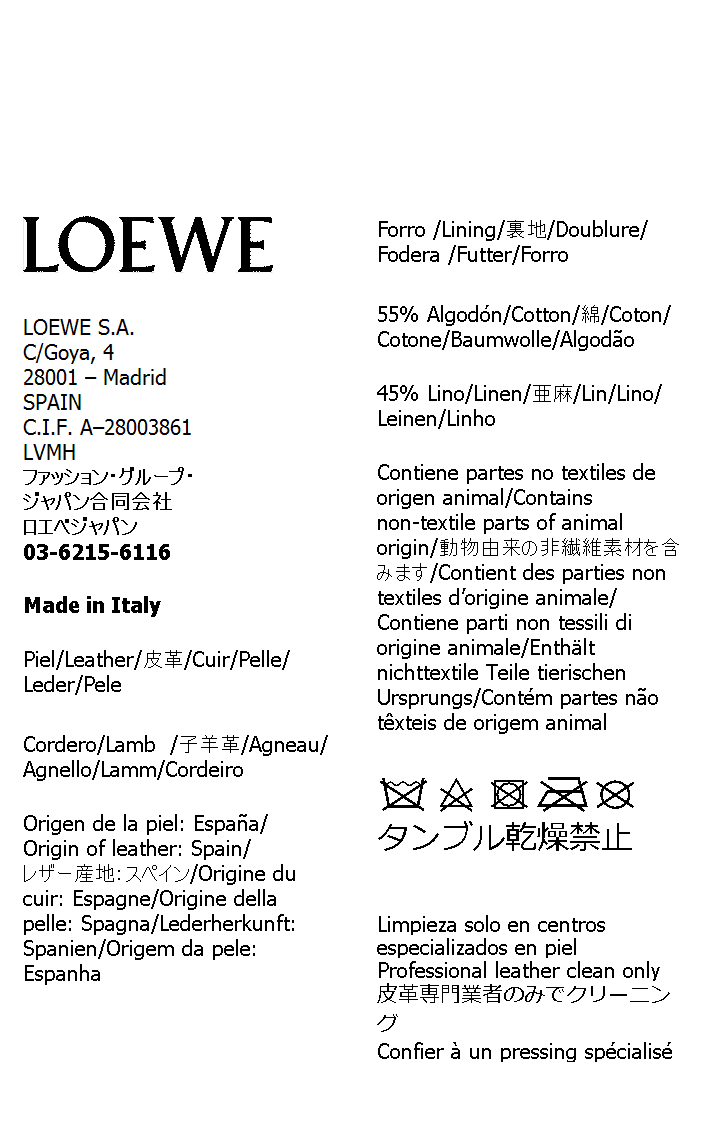 LOEWE
LOEWE S.A.
C/Goya, 4
28001 – Madrid
SPAIN
C.I.F. A–28003861
LVMH
ファッション・グループ・
ジャパン合同会社
ロエベジャパン
03-6215-6116
Made in Italy
Piel/Leather/皮革/Cuir/Pelle/
Leder/Pele
Cordero/Lamb /子羊革/Agneau/
Agnello/Lamm/Cordeiro
Origen de la piel: España/
Origin of leather: Spain/
レザー産地：スペイン/Origine du
cuir: Espagne/Origine della
pelle: Spagna/Lederherkunft:
Spanien/Origem da pele:
Espanha
Forro /Lining/裏地/Doublure/
Fodera /Futter/Forro
55% Algodón/Cotton/綿/Coton/
Cotone/Baumwolle/Algodão
45% Lino/Linen/亜麻/Lin/Lino/
Leinen/Linho
Contiene partes no textiles de
origen animal/Contains
non-textile parts of animal
origin/動物由来の非繊維素材を含
みます/Contient des parties non
textiles d’origine animale/
Contiene parti non tessili di
origine animale/Enthält
nichttextile Teile tierischen
Ursprungs/Contém partes não
têxteis de origem animal
タンブル乾燥禁止
Limpieza solo en centros
especializados en piel
Professional leather clean only
皮革専門業者のみでクリーニン
グ
Confier à un pressing spécialisé